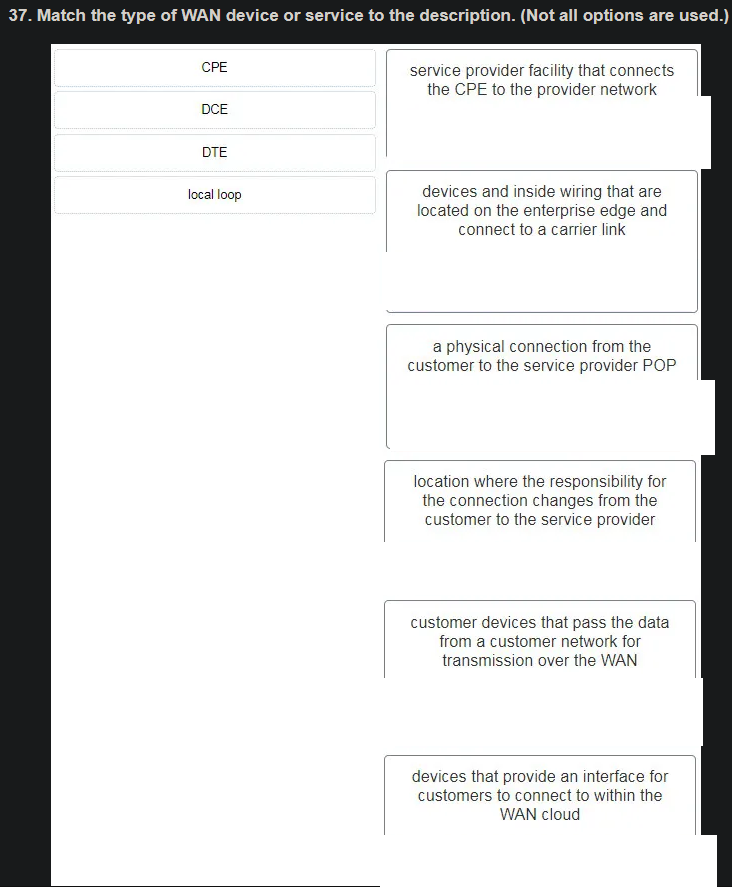 37. Match the type of WAN device or service to the description. (Not all options are used.)
CPE
DCE
DTE
local loop
service provider facility that connects
the CPE to the provider network
devices and inside wiring that are
located on the enterprise edge and
connect to a carrier link
a physical connection from the
customer to the service provider POP
location where the responsibility for
the connection changes from the
customer to the service provider
customer devices that pass the data
from a customer network for
transmission over the WAN
devices that provide an interface for
customers to connect to within the
WAN cloud